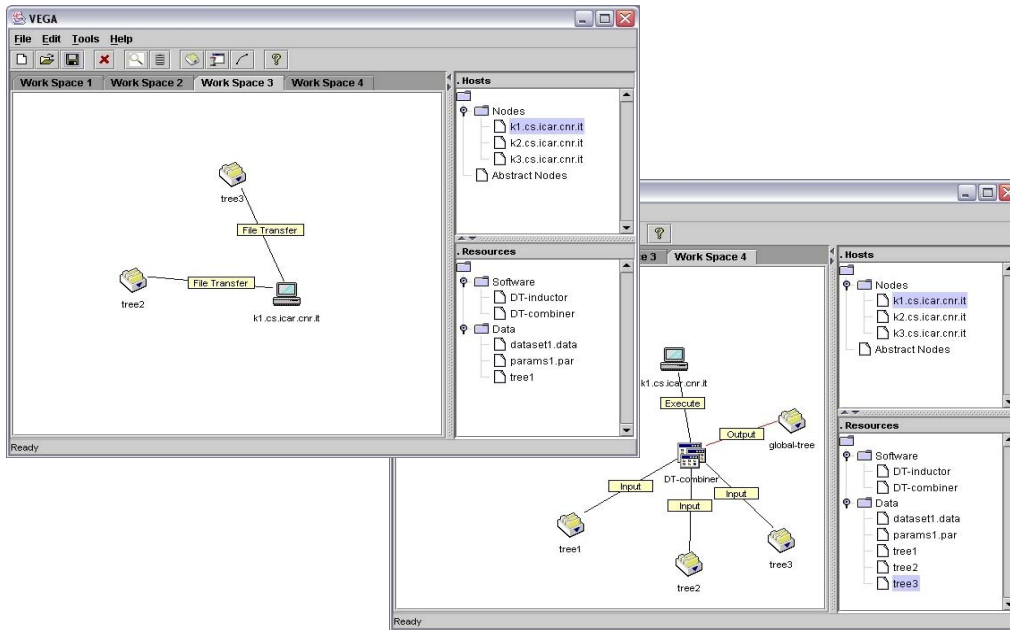 VEGA
File Edit Tools Help
Work Space 1 Work Space 2 Work Space 3 Work Space 4
tree3
File Transfer
tree2
File Transfer
k1.cs.icar.cnr.it
. Hosts
Nodes
k1.cs.icar.cnr.it
k2.cs.icar.cnr.it
k3.cs.icar.cnr.it
Abstract Nodes
. Resources
Software
DT-inductor
DT-combiner
Data
dataset1.data
params1.par
tree1
Ready
e 3 Work Space 4
k1.cs.icar.cnr.it
Execute
Output
global-tree
DT-combiner
Input
Input
Input
tree1
tree2
tree3
. Hosts
Nodes
k1.cs.icar.cnr.it
k2.cs.icar.cnr.it
k3.cs.icar.cnr.it
Abstract Nodes
. Resources
Software
DT-inductor
DT-combiner
Data
dataset1.data
params1.par
tree1
tree2
tree3
Ready